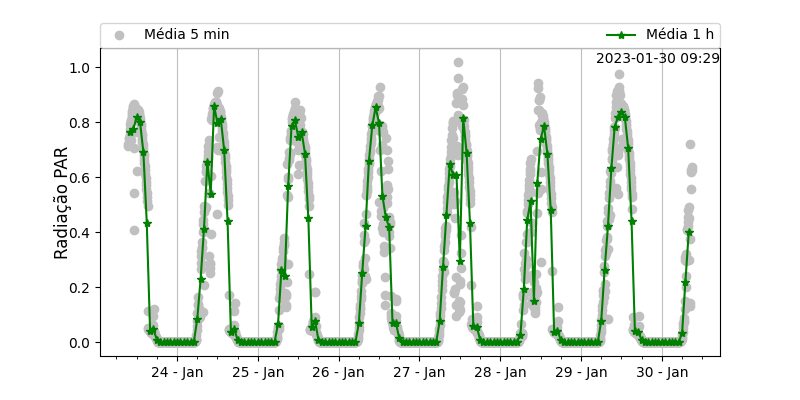 Média 5 min
Média 1 h
2023-01-30 09:29
Radiação PAR
1.0
0.8
0.6
0.4
0.2
0.0
24 - Jan
25 - Jan
26 - Jan
27 - Jan
28 - Jan
29 - Jan
30 - Jan